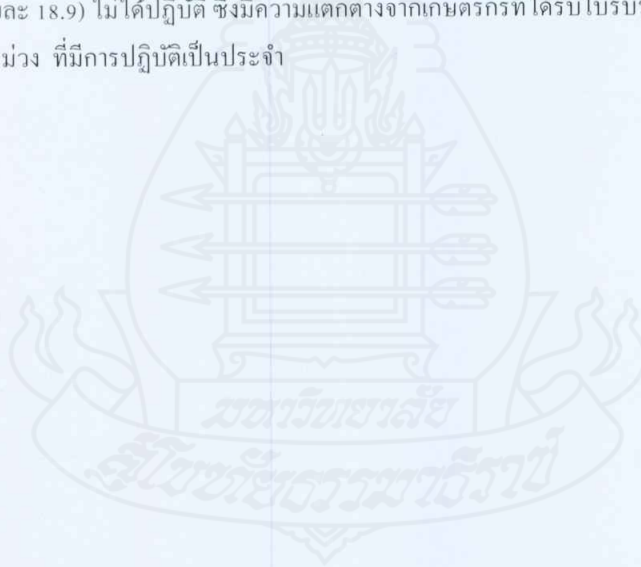 ละ 18.9) ไม่ได้ปฏิบัติ ซึ่งมีความแตกต่างจากเกษตรกรที่ได้รับใบรับ
ม่วง ที่มีการปฏิบัติเป็นประจำ
มหาวิทยาลัย
สุโขทัยธรรมาธิราช